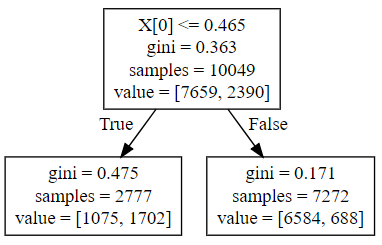 X[0] <= 0.465
gini = 0.363
samples = 10049
value = [7659, 2390]
True
False
gini = 0.475
samples = 2777
value = [1075, 1702]
gini = 0.171
samples = 7272
value = [6584, 688]